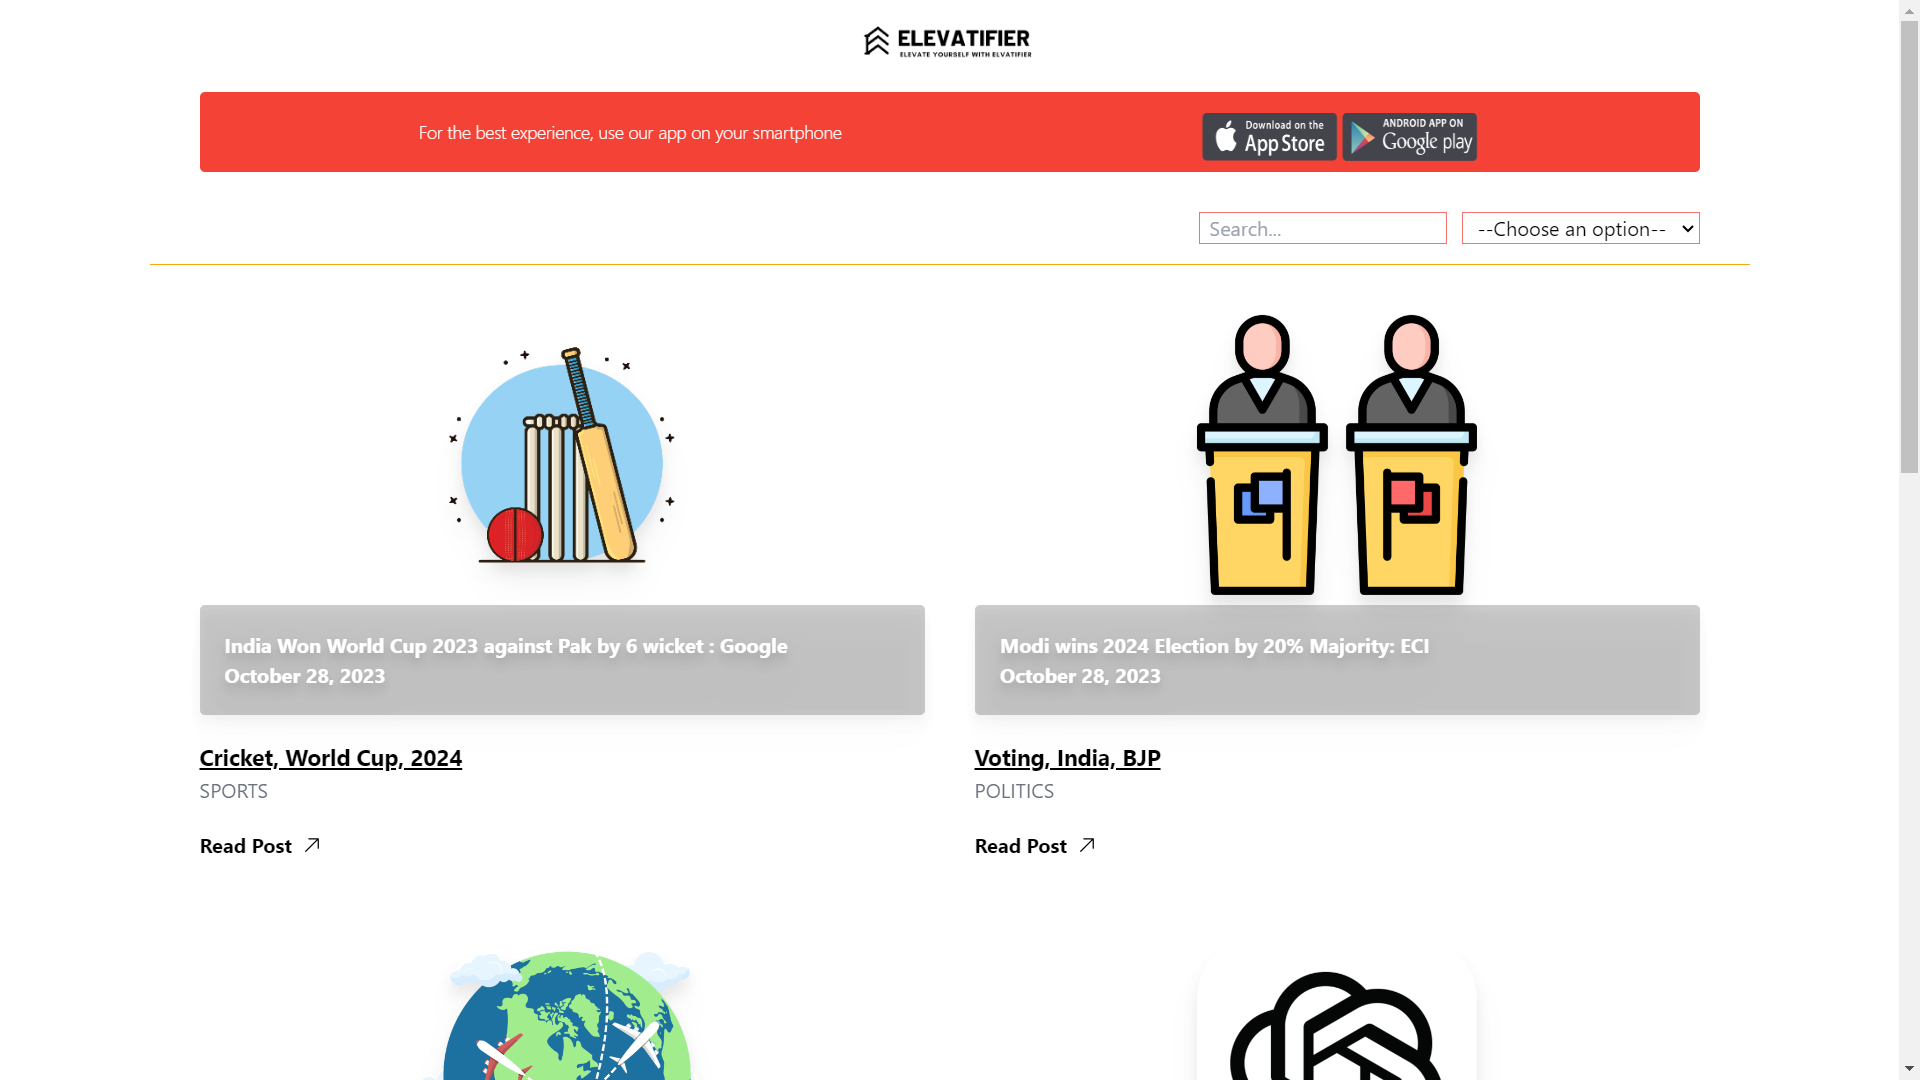 ELEVATIFIER
ELEVATE YOURSELF WITH ELVATIFIER
For the best experience, use our app on your smartphone
Download on the
App Store
ANDROID APP ON
Google play
Search...
--Choose an option--
India Won World Cup 2023 against Pak by 6 wicket : Google
October 28, 2023
Modi wins 2024 Election by 20% Majority: ECI
October 28, 2023
Cricket, World Cup, 2024
SPORTS
Read Post
Voting, India, BJP
POLITICS
Read Post